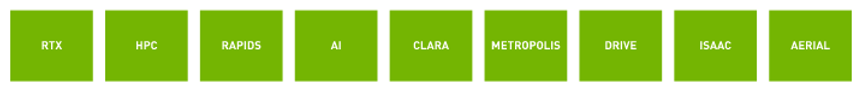 RTX HPC RAPIDS AI CLARA METROPOLIS DRIVE ISAAC AERIAL